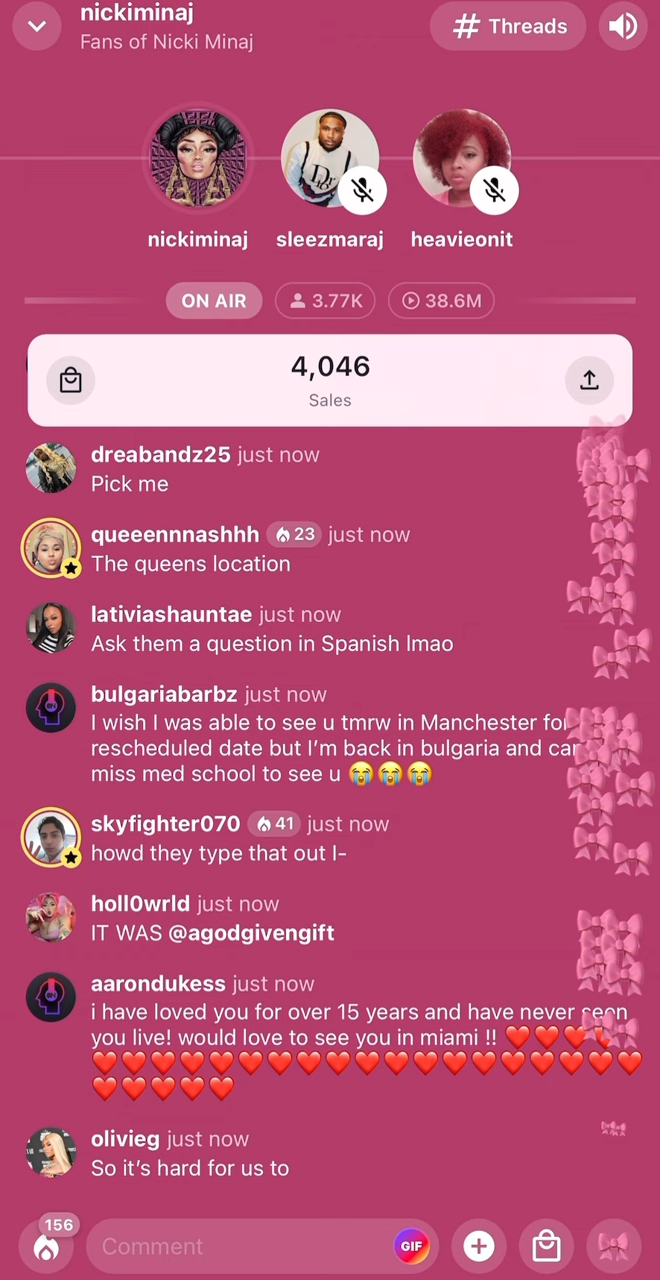 nickiminaj
Fans of Nicki Minaj
# Threads
nickiminaj
sleezmaraj
heavieonit
ON AIR
3.77K
38.6M
4,046
Sales
dreabandz25 just now
Pick me
queeennnashhh 23 just now
The queens location
lativiashauntae just now
Ask them a question in Spanish lmao
bulgariabarbz just now
I wish I was able to see u tmrw in Manchester for
rescheduled date but I’m back in bulgaria and
miss med school to see u 😭😭😭
skyfighter070 41 just now
howd they type that out I-
holl0wrld just now
IT WAS @agodgivengift
aarondukess just now
i have loved you for over 15 years and have never seen
you live! would love to see you in miami !! ❤️❤️❤️❤️
❤️❤️❤️❤️❤️❤️❤️❤️❤️❤️❤️❤️❤️❤️❤️❤️❤️❤️❤️
❤️❤️❤️❤️❤️
olivieg just now
So it’s hard for us to
156
Comment
GIF